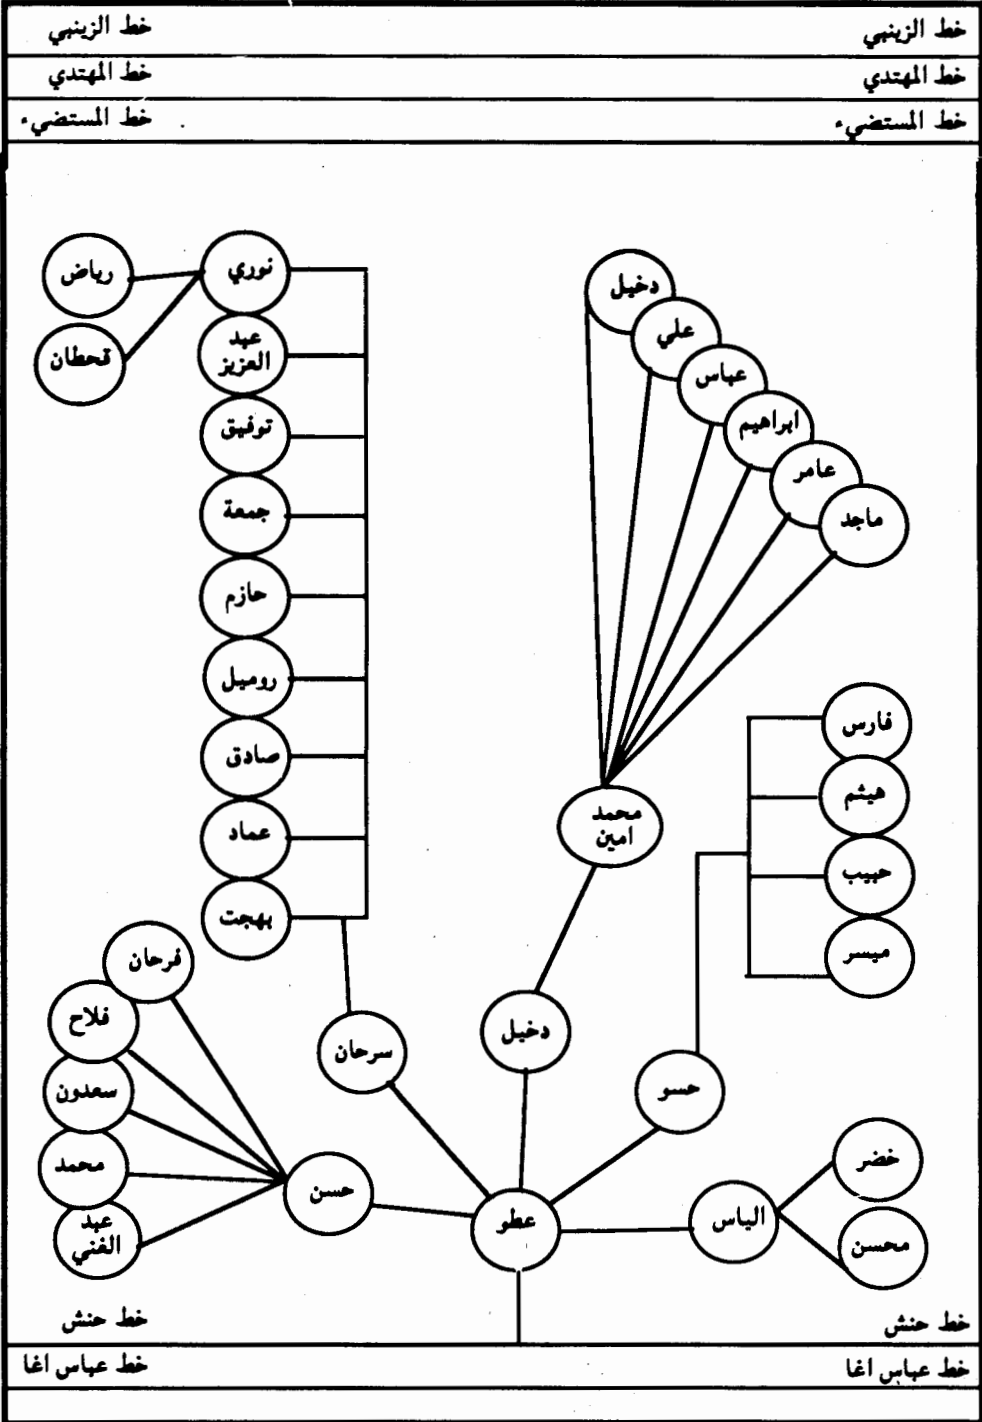 خط الزينبي
خط الزينبي
خط المهتدي
خط المهتدي
خط المستضيء
خط المستضيء
دخيل
علي
عباس
ابراهيم
عامر
ماجد
محمد
امين
دخيل
نوري
عبد
العزيز
توفيق
جمعة
حازم
روميل
صادق
عماد
بهجت
رياض
قحطان
سرحان
فارس
هيثم
حبيب
ميسر
حسو
خضر
محسن
الياس
عطو
حسن
فرحان
فلاح
سعدون
محمد
عبد
الغني
خط حنش
خط حنش
خط عباس اغا
خط عباس اغا